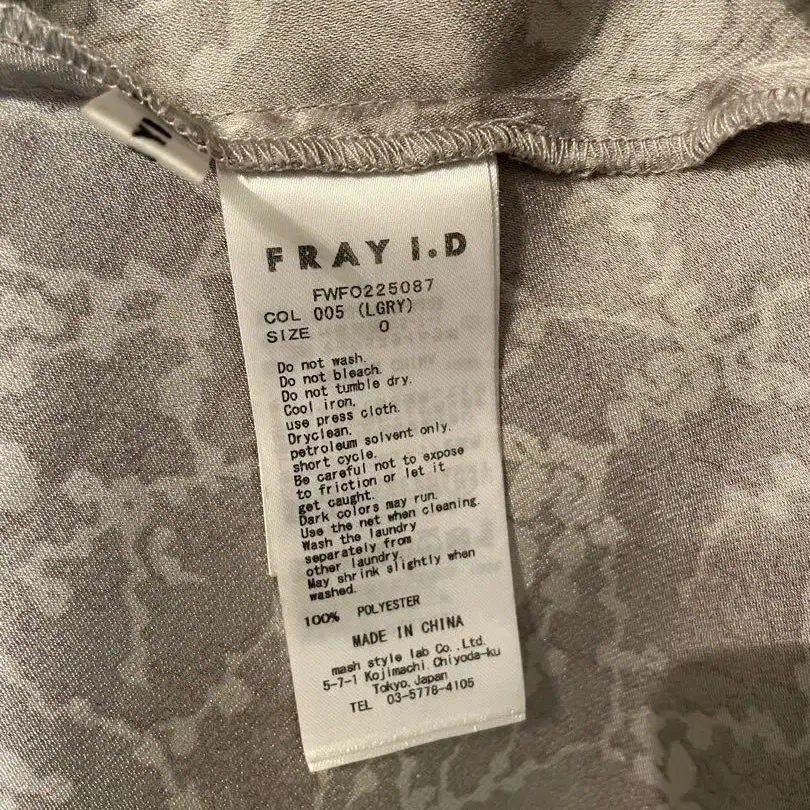 FRAY I.D
FWFO225087
COL 005 (LGRY)
SIZE 0
Do not wash.
Do not bleach.
Do not tumble dry.
Cool iron,
use press cloth.
Dryclean,
petroleum solvent only.
short cycle.
Be careful not to expose
to friction or let it
get caught.
Dark colors may run.
Use the net when cleaning.
Wash the laundry
separately from
other laundry.
May shrink slightly when
washed.
100% POLYESTER
MADE IN CHINA
mash style lab Co.,Ltd.
5-7-1 Kojimachi,Chiyoda-ku
Tokyo,Japan
TEL 03-5778-4105